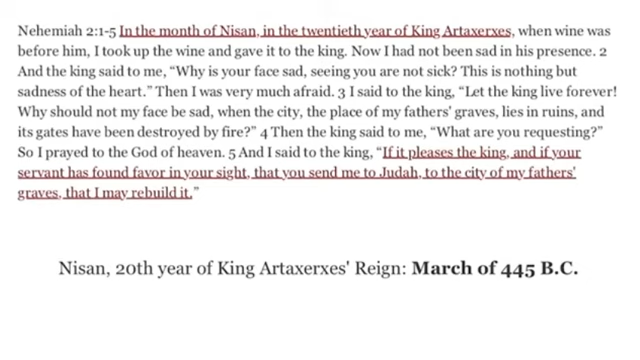 Nehemiah 2:1-5 In the month of Nisan, in the twentieth year of King Artaxerxes, when wine was
before him, I took up the wine and gave it to the king. Now I had not been sad in his presence. 2
And the king said to me, “Why is your face sad, seeing you are not sick? This is nothing but
sadness of the heart.” Then I was very much afraid. 3 I said to the king, “Let the king live forever!
Why should not my face be sad, when the city, the place of my fathers' graves, lies in ruins, and
its gates have been destroyed by fire?” 4 Then the king said to me, “What are you requesting?”
So I prayed to the God of heaven. 5 And I said to the king, “If it pleases the king, and if your
servant has found favor in your sight, that you send me to Judah, to the city of my fathers'
graves, that I may rebuild it.”
Nisan, 20th year of King Artaxerxes' Reign: March of 445 B.C.